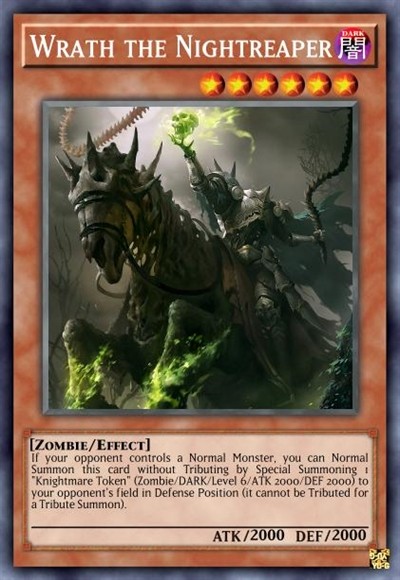 WRATH THE NIGHTREAPER
DARK
闇
[ZOMBIE/EFFECT]
If your opponent controls a Normal Monster, you can Normal
Summon this card without Tributing by Special Summoning 1
"Knightmare Token" (Zombie/DARK/Level 6/ATK 2000/DEF 2000) to
your opponent's field in Defense Position (it cannot be Tributed for
a Tribute Summon).
ATK/2000 DEF/2000